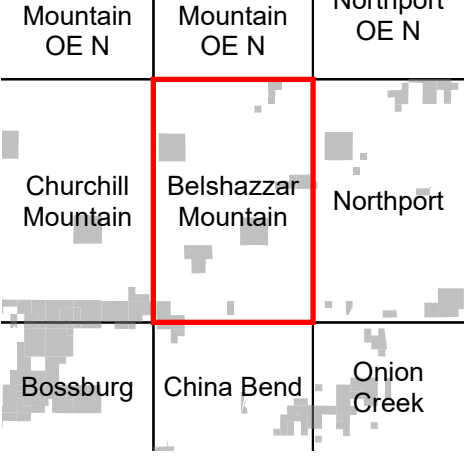 Mountain
OE N
Mountain
OE N
Northport
OE N
Churchill
Mountain
Belshazzar
Mountain
Northport
Bossburg
China Bend
Onion
Creek